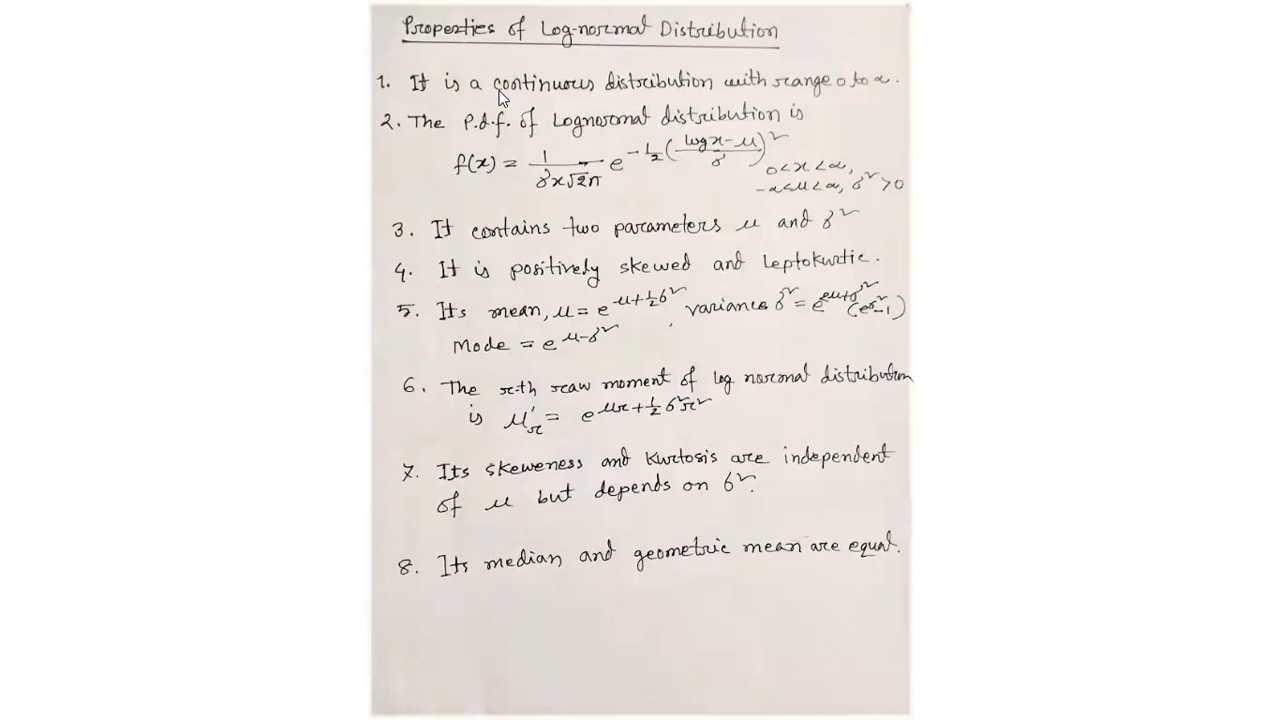 Properties of Log-normal Distribution
1. It is a continuous distribution with range 0 to ∝.
2. The P.d.f. of Lognormal distribution is
f(x) = 1/(σx√2π) e^{-1/2((log x - μ)/σ)²}
0<x<∝,
-∝<μ<∝, σ²>0
3. It contains two parameters μ and σ²
4. It is positively skewed and Leptokurtic.
5. Its mean, μ = e^{μ+1/2σ²}, variance σ² = e^{2μ+σ²}(e^{σ²}-1)
Mode = e^{μ-σ²}
6. The r-th raw moment of log normal distribution
is μ'_r = e^{μr+1/2σ²r²}
7. Its skeweness and Kurtosis are independent
of μ but depends on σ².
8. Its median and geometric mean are equal.